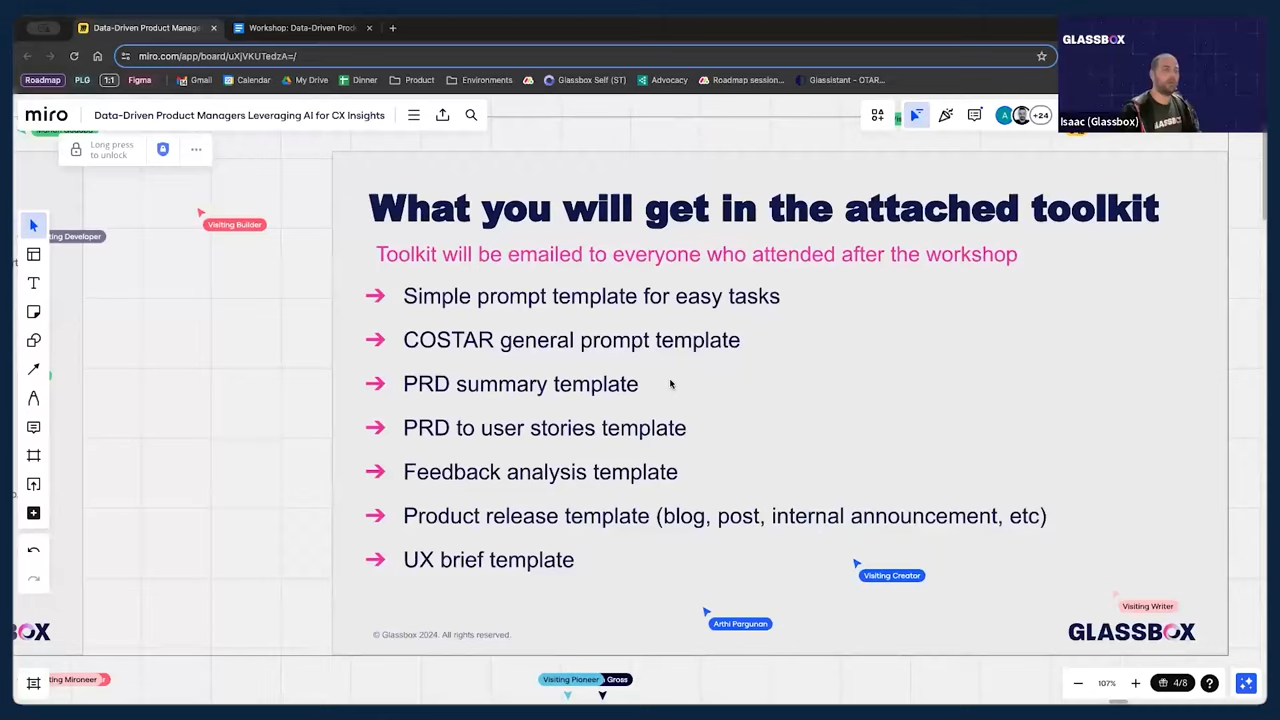 Data-Driven Product Manage
Workshop: Data-Driven Prod
miro.com/app/board/uXjVKUTedzA=/
Roadmap
PLG
1:1
Figma
Gmail
Calendar
My Drive
Dinner
Product
Environments
Glassbox Self (ST)
Advocacy
Roadmap session...
Glassistant - OTAR...
GLASSBOX
Isaac (Glassbox)
miro
Data-Driven Product Managers Leveraging AI for CX Insights
A
+24
Long press
to unlock
Visiting Builder
ting Developer
What you will get in the attached toolkit
Toolkit will be emailed to everyone who attended after the workshop
→ Simple prompt template for easy tasks
→ COSTAR general prompt template
→ PRD summary template
→ PRD to user stories template
→ Feedback analysis template
→ Product release template (blog, post, internal announcement, etc)
→ UX brief template
Visiting Creator
Visiting Writer
Arthi Pargunan
© Glassbox 2024. All rights reserved.
GLASSBOX
BOX
ting Mironeer
Visiting Pioneer
Gross
107%
4/8